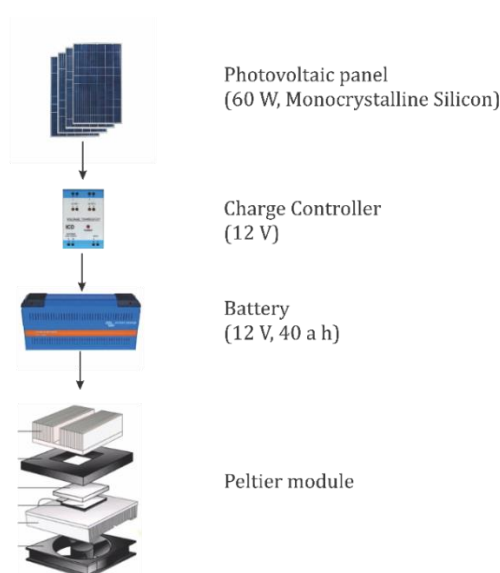 Photovoltaic panel
(60 W, Monocrystalline Silicon)
Charge Controller
(12 V)
Battery
(12 V, 40 a h)
Peltier module